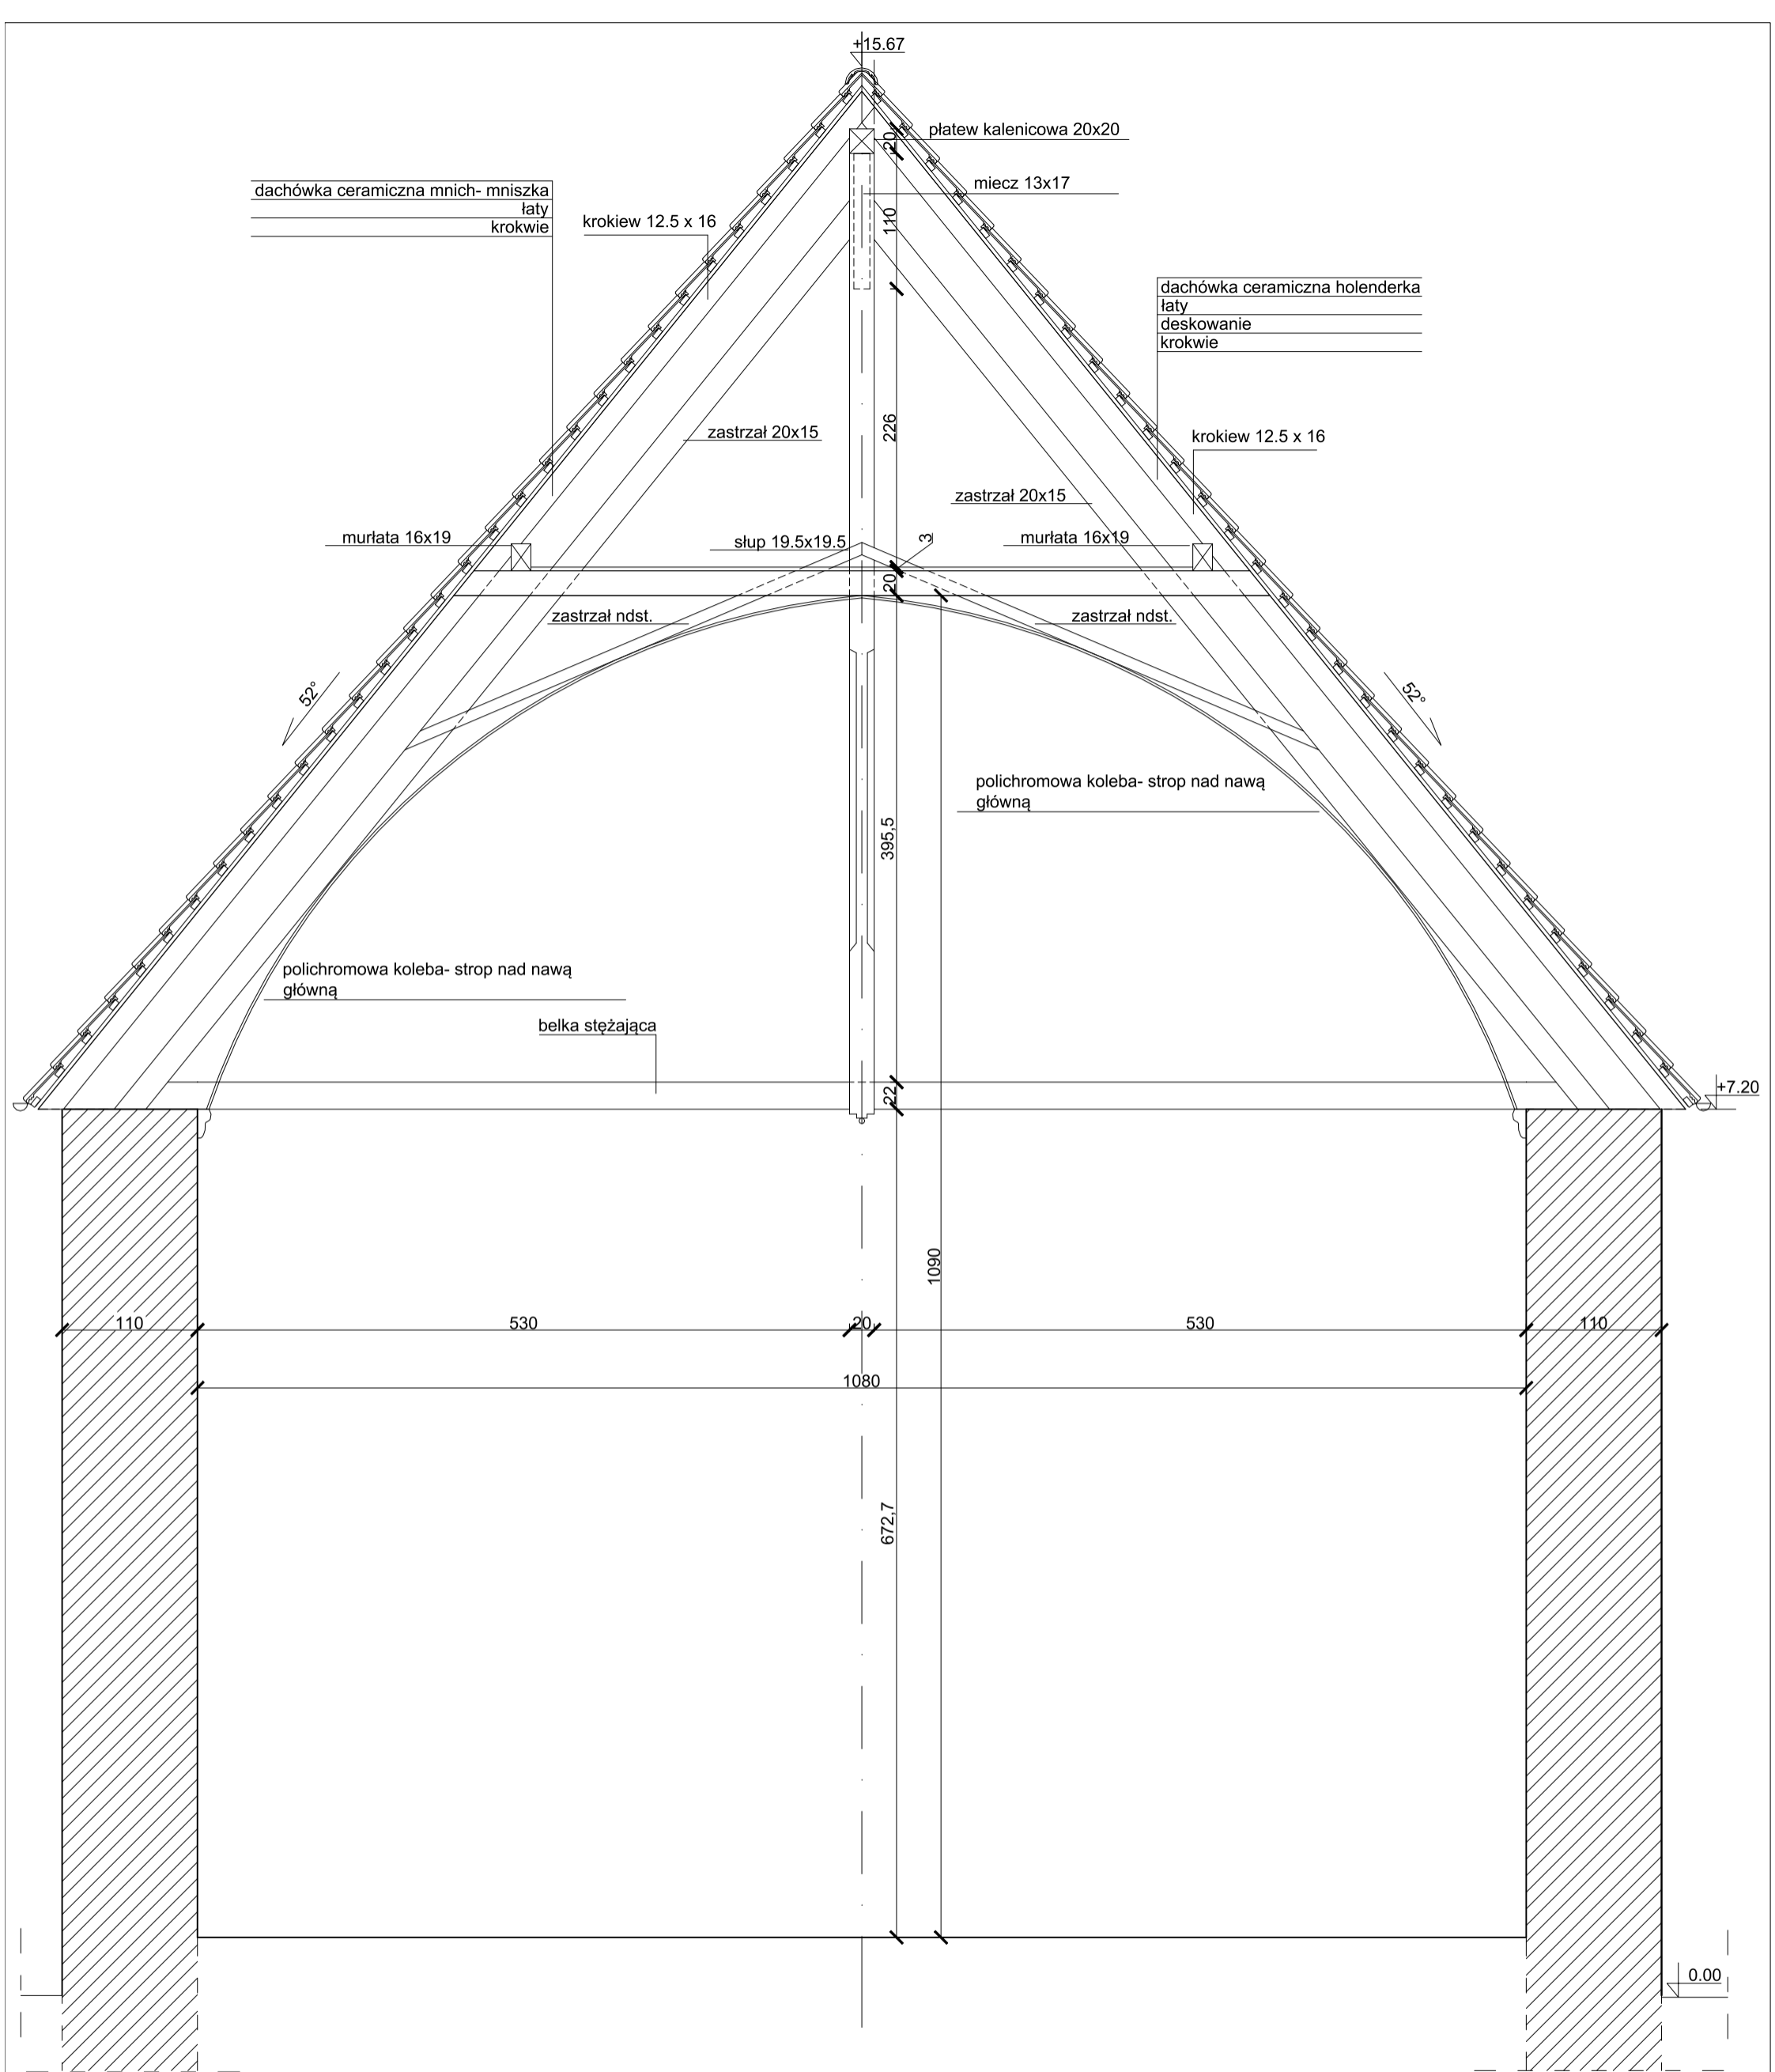 +15.67
płatew kalenicowa 20x20
20
miecz 13x17
dachówka ceramiczna mnich- mniszka
łaty
krokwie
krokiew 12.5 x 16
110
dachówka ceramiczna holenderka
łaty
deskowanie
krokwie
226
zastrzał 20x15
krokiew 12.5 x 16
zastrzał 20x15
murłata 16x19
słup 19.5x19.5
3
murłata 16x19
20
zastrzał ndst.
zastrzał ndst.
52°
52°
polichromowa koleba- strop nad nawą
główną
395,5
polichromowa koleba- strop nad nawą
główną
belka stężająca
22
+7.20
1090
110
530
20
530
110
1080
672,7
0.00